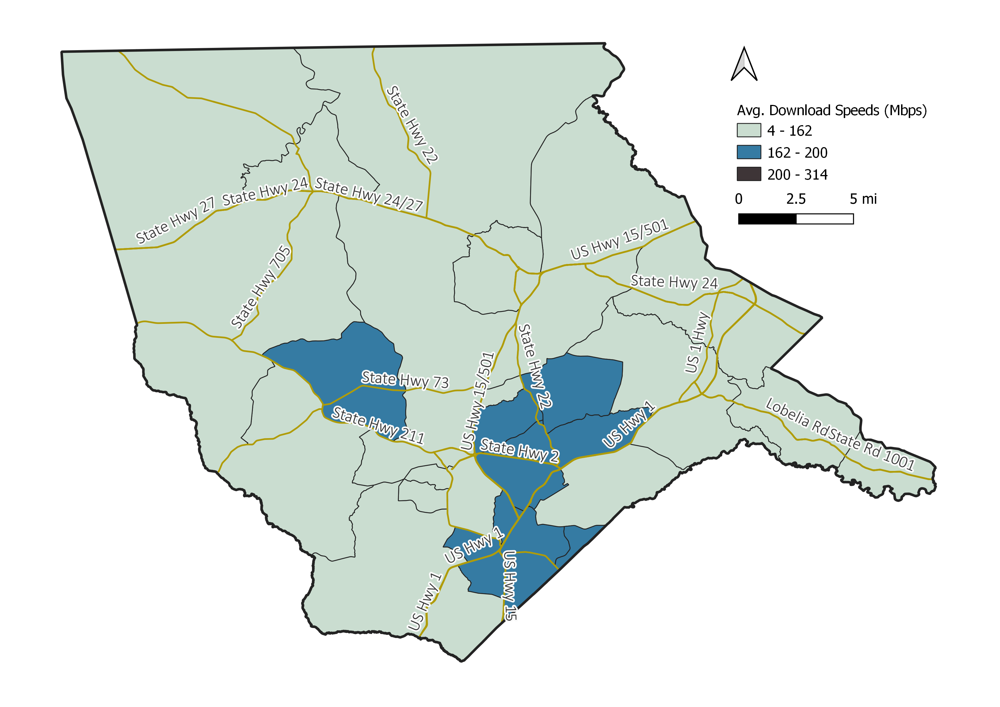 Avg. Download Speeds (Mbps)
4 - 162
162 - 200
200 - 314
0 2.5 5 mi
State Hwy 22
State Hwy 27
State Hwy 24
State Hwy 24/27
US Hwy 15/501
State Hwy 705
State Hwy 24
US 1 Hwy
State Hwy 22
State Hwy 73
US Hwy 15/501
State Hwy 211
US Hwy 1
Lobelia Rd
State Rd 1001
State Hwy 2
US Hwy 1
US Hwy 15
US Hwy 1